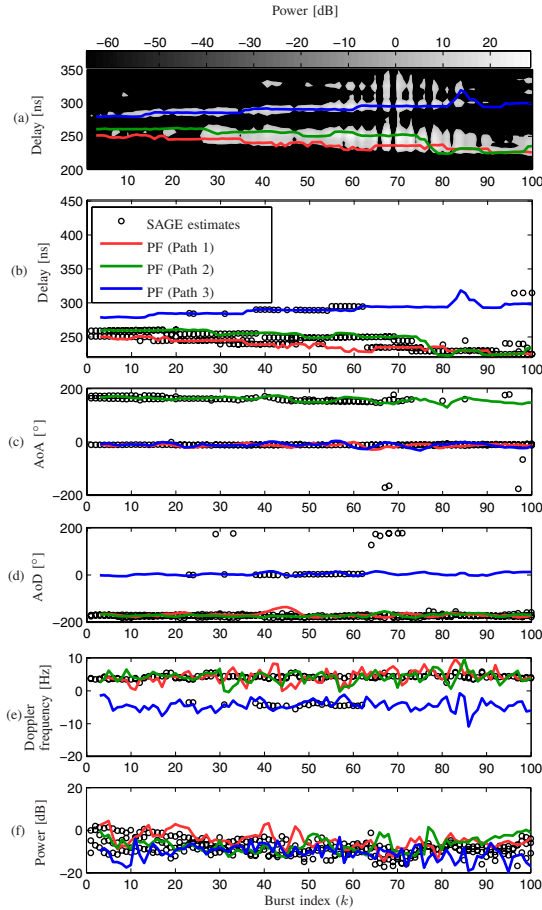 Power [dB]
−60 −50 −40 −30 −20 −10 0 10 20
(a)
Delay [ns]
350
300
250
200
10 20 30 40 50 60 70 80 90 100
(b)
Delay [ns]
450
400
350
300
250
SAGE estimates
PF (Path 1)
PF (Path 2)
PF (Path 3)
0 10 20 30 40 50 60 70 80 90 100
(c)
AoA [°]
200
0
−200
0 10 20 30 40 50 60 70 80 90 100
(d)
AoD [°]
200
0
−200
0 10 20 30 40 50 60 70 80 90 100
(e)
Doppler
frequency [Hz]
10
0
−10
−20
0 10 20 30 40 50 60 70 80 90 100
(f)
Power [dB]
20
0
−20
0 10 20 30 40 50 60 70 80 90 100
Burst index (k)